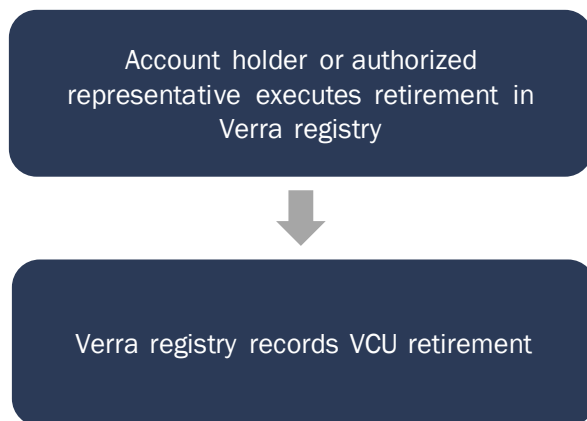 Account holder or authorized
representative executes retirement in
Verra registry
Verra registry records VCU retirement